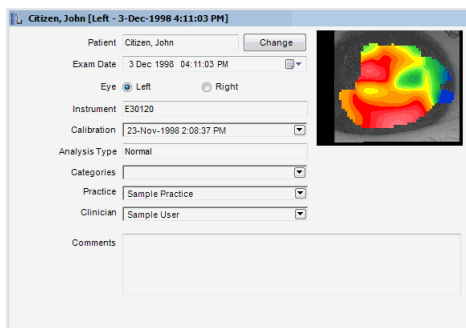 Citizen, John [Left - 3-Dec-1998 4:11:03 PM]
Patient Citizen, John Change
Exam Date 3 Dec 1998 04:11:03 PM
Eye Left Right
Instrument E30120
Calibration 23-Nov-1998 2:08:37 PM
Analysis Type Normal
Categories
Practice Sample Practice
Clinician Sample User
Comments